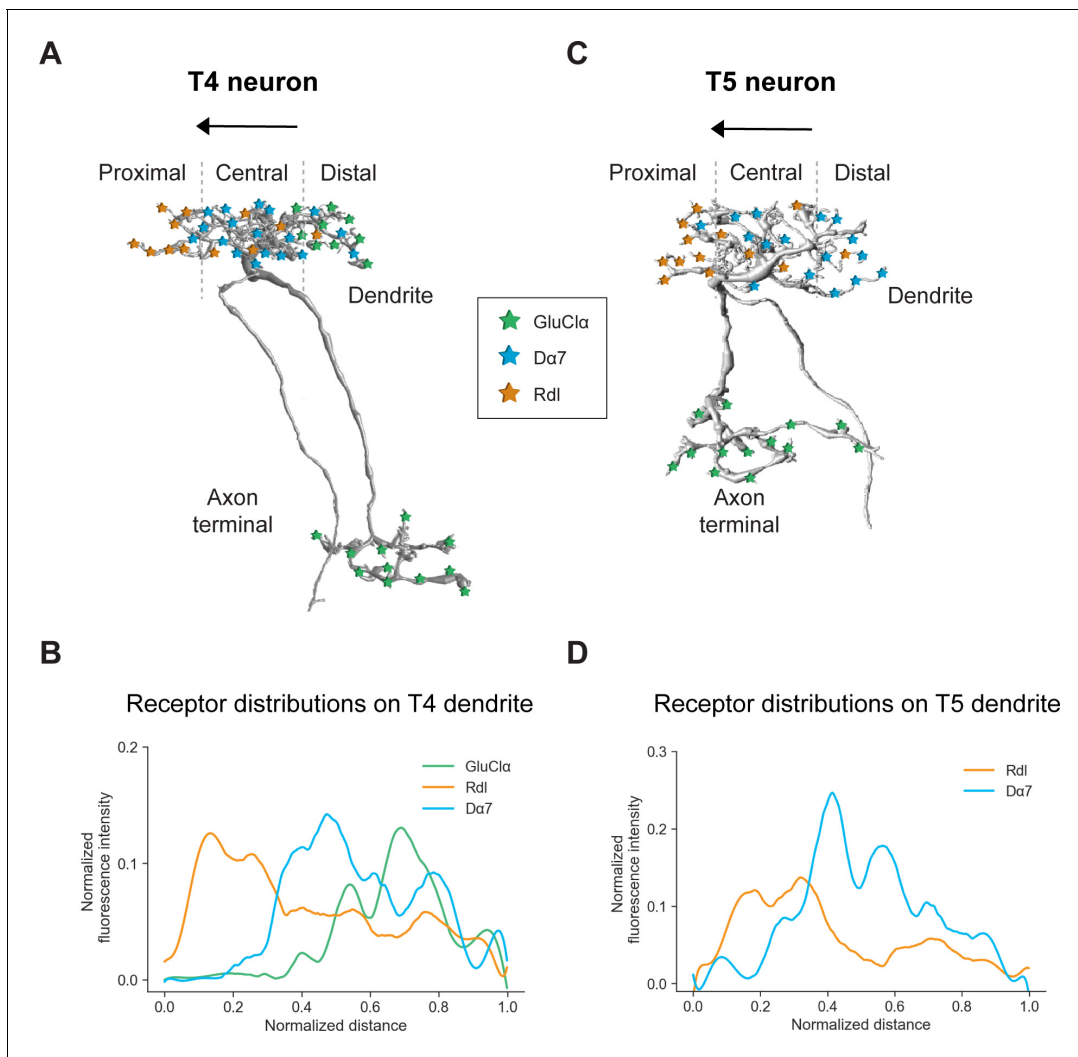 A
T4 neuron
Proximal
Central
Distal
Dendrite
Axon
terminal
C
T5 neuron
Proximal
Central
Distal
Dendrite
Axon
terminal
GluClα
Dα7
Rdl
B
Receptor distributions on T4 dendrite
Normalized
fluorescence intensity
0.2
0.1
0.0
GluClα
Rdl
Dα7
0.0 0.2 0.4 0.6 0.8 1.0
Normalized distance
D
Receptor distributions on T5 dendrite
Normalized
fluorescence intensity
0.3
0.2
0.1
0.0
Rdl
Dα7
0.0 0.2 0.4 0.6 0.8 1.0
Normalized distance